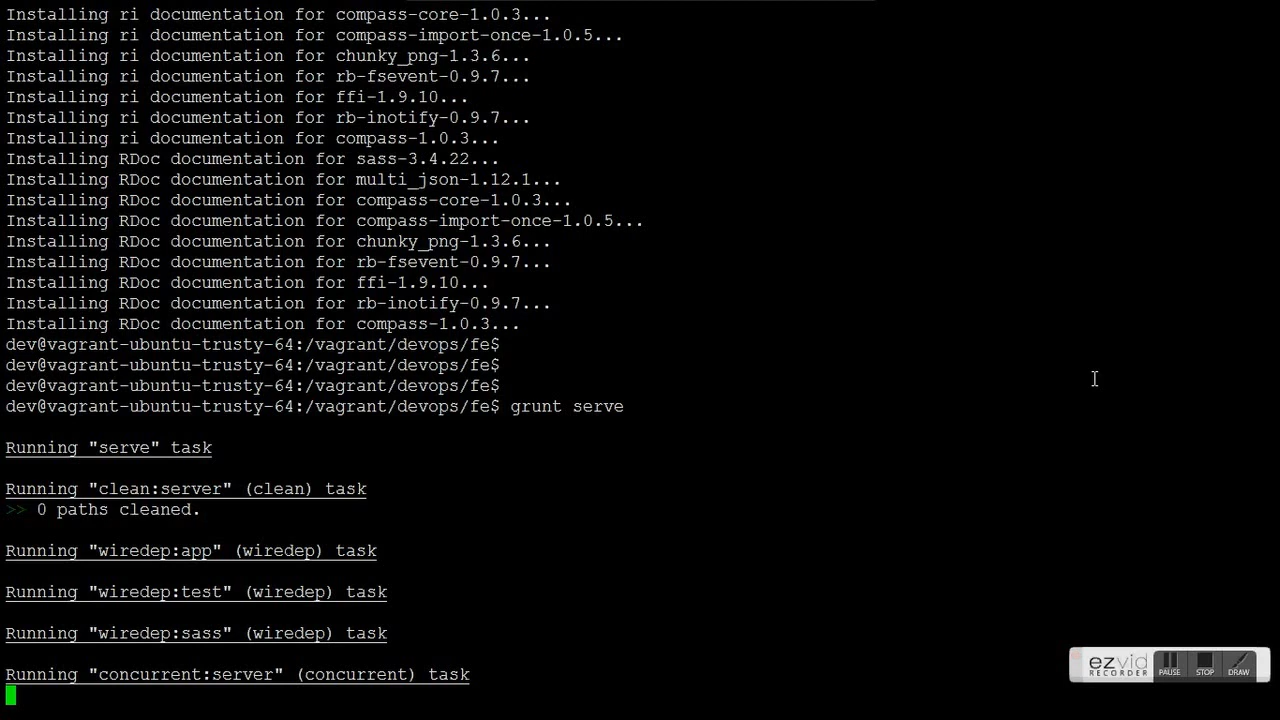 Installing ri documentation for compass-core-1.0.3...
Installing ri documentation for compass-import-once-1.0.5...
Installing ri documentation for chunky_png-1.3.6...
Installing ri documentation for rb-fsevent-0.9.7...
Installing ri documentation for ffi-1.9.10...
Installing ri documentation for rb-inotify-0.9.7...
Installing ri documentation for compass-1.0.3...
Installing RDoc documentation for sass-3.4.22...
Installing RDoc documentation for multi_json-1.12.1...
Installing RDoc documentation for compass-core-1.0.3...
Installing RDoc documentation for compass-import-once-1.0.5...
Installing RDoc documentation for chunky_png-1.3.6...
Installing RDoc documentation for rb-fsevent-0.9.7...
Installing RDoc documentation for ffi-1.9.10...
Installing RDoc documentation for rb-inotify-0.9.7...
Installing RDoc documentation for compass-1.0.3...
dev@vagrant-ubuntu-trusty-64:/vagrant/devops/fe$
dev@vagrant-ubuntu-trusty-64:/vagrant/devops/fe$
dev@vagrant-ubuntu-trusty-64:/vagrant/devops/fe$
dev@vagrant-ubuntu-trusty-64:/vagrant/devops/fe$ grunt serve
Running "serve" task
Running "clean:server" (clean) task
>> 0 paths cleaned.
Running "wiredep:app" (wiredep) task
Running "wiredep:test" (wiredep) task
Running "wiredep:sass" (wiredep) task
Running "concurrent:server" (concurrent) task
ezvid
RECORDER PAUSE STOP DRAW